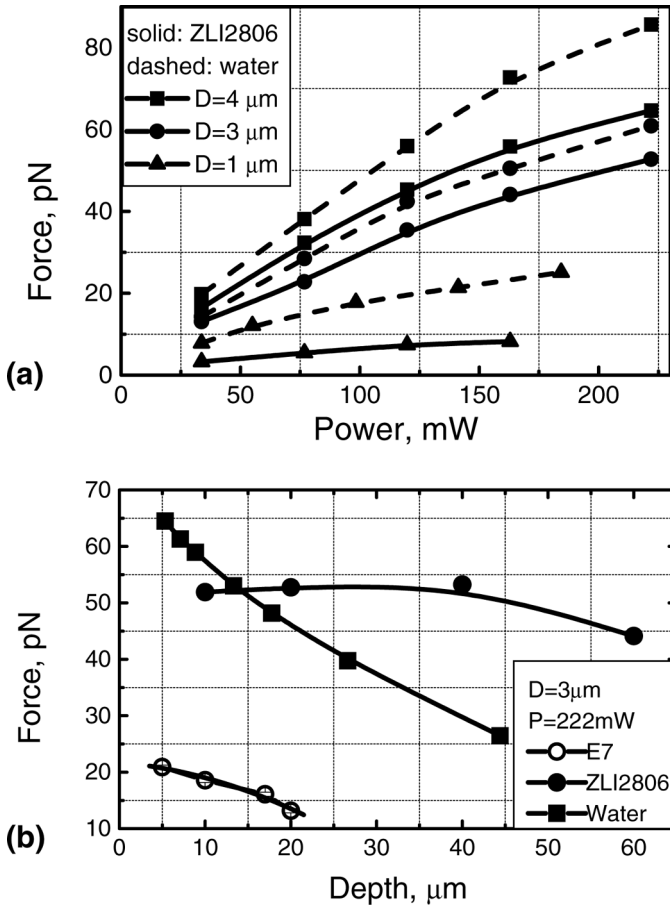 solid: ZLI2806
dashed: water
D=4 μm
D=3 μm
D=1 μm
80
60
40
20
0
Force, pN
0 50 100 150 200
Power, mW
(a)
70
60
50
40
30
20
10
Force, pN
D=3μm
P=222mW
E7
ZLI2806
Water
0 10 20 30 40 50 60
Depth, μm
(b)